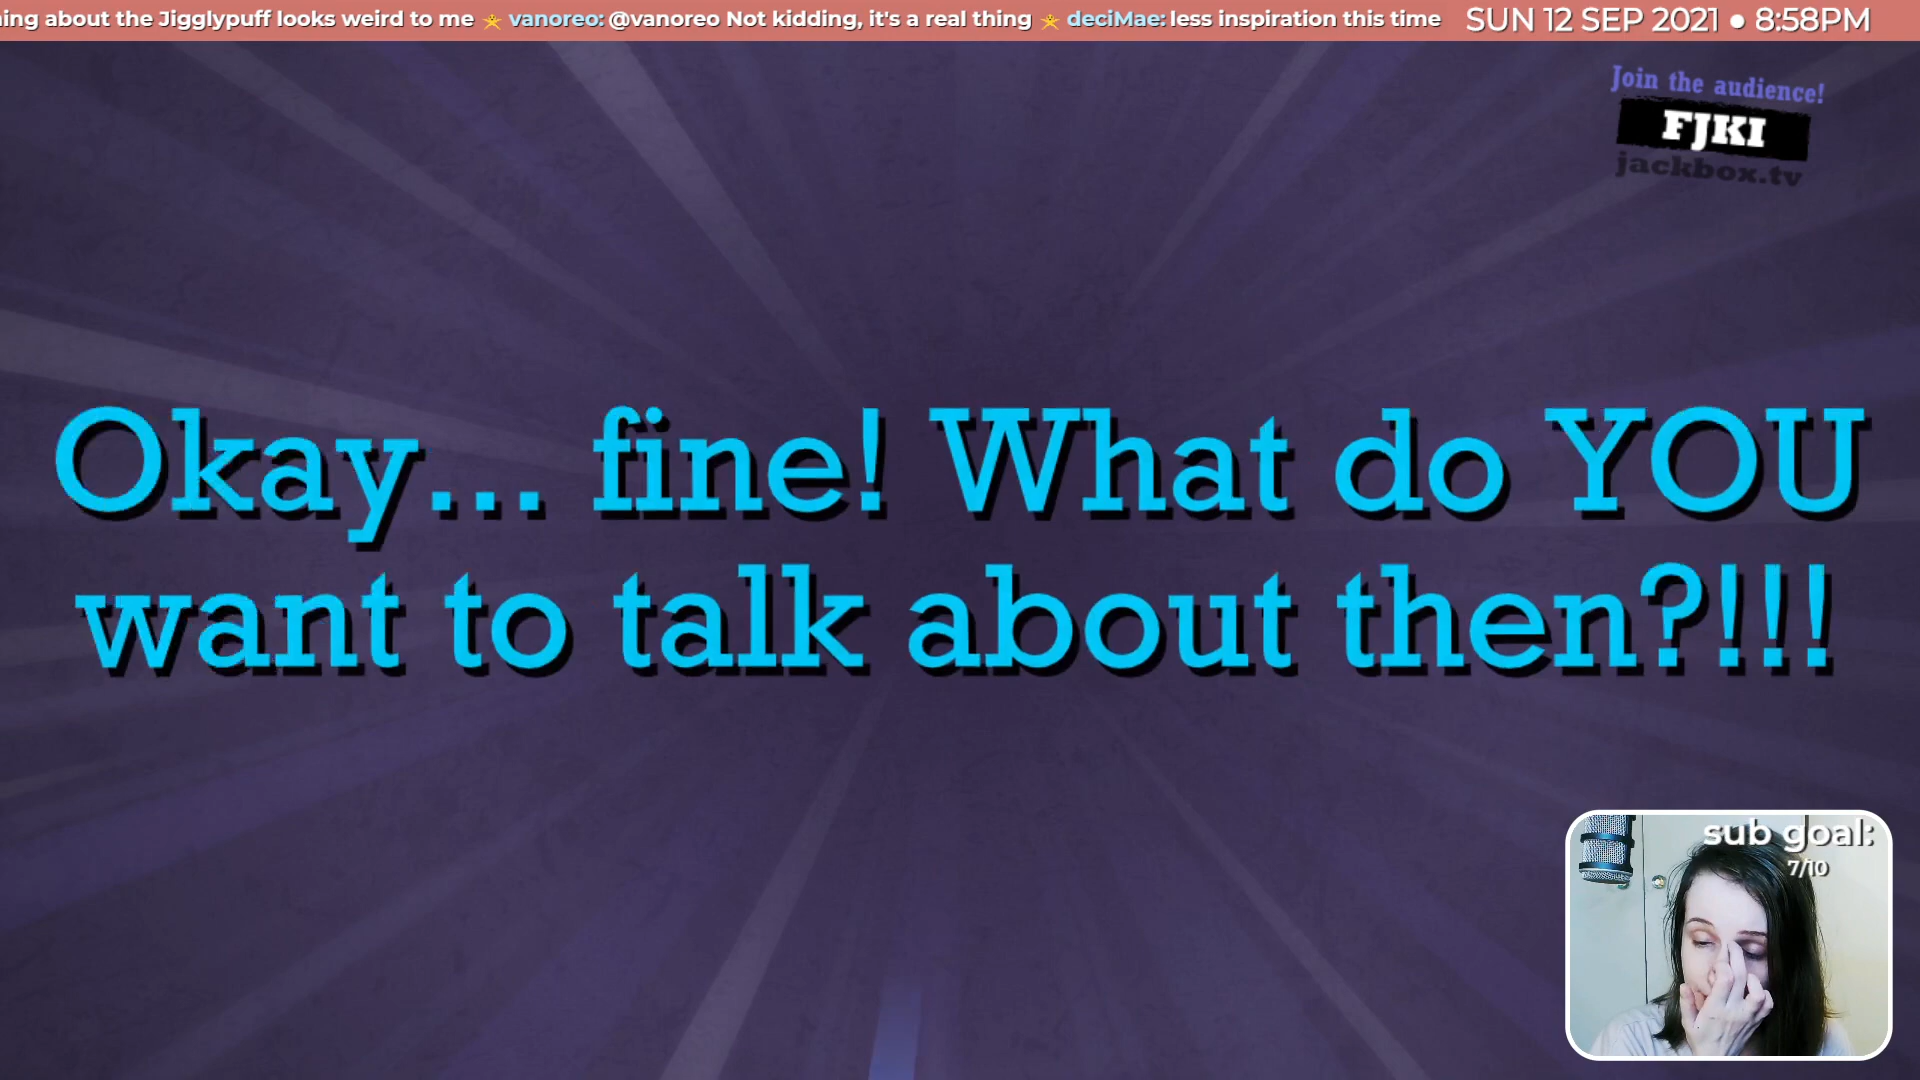 ing about the Jigglypuff looks weird to me ⭐ vanoreo: @vanoreo Not kidding, it's a real thing ⭐ deciMae: less inspiration this time
SUN 12 SEP 2021 ● 8:58PM
Join the audience!
FJKI
jackbox.tv
Okay... fine! What do YOU
want to talk about then?!!!
sub goal:
7/10